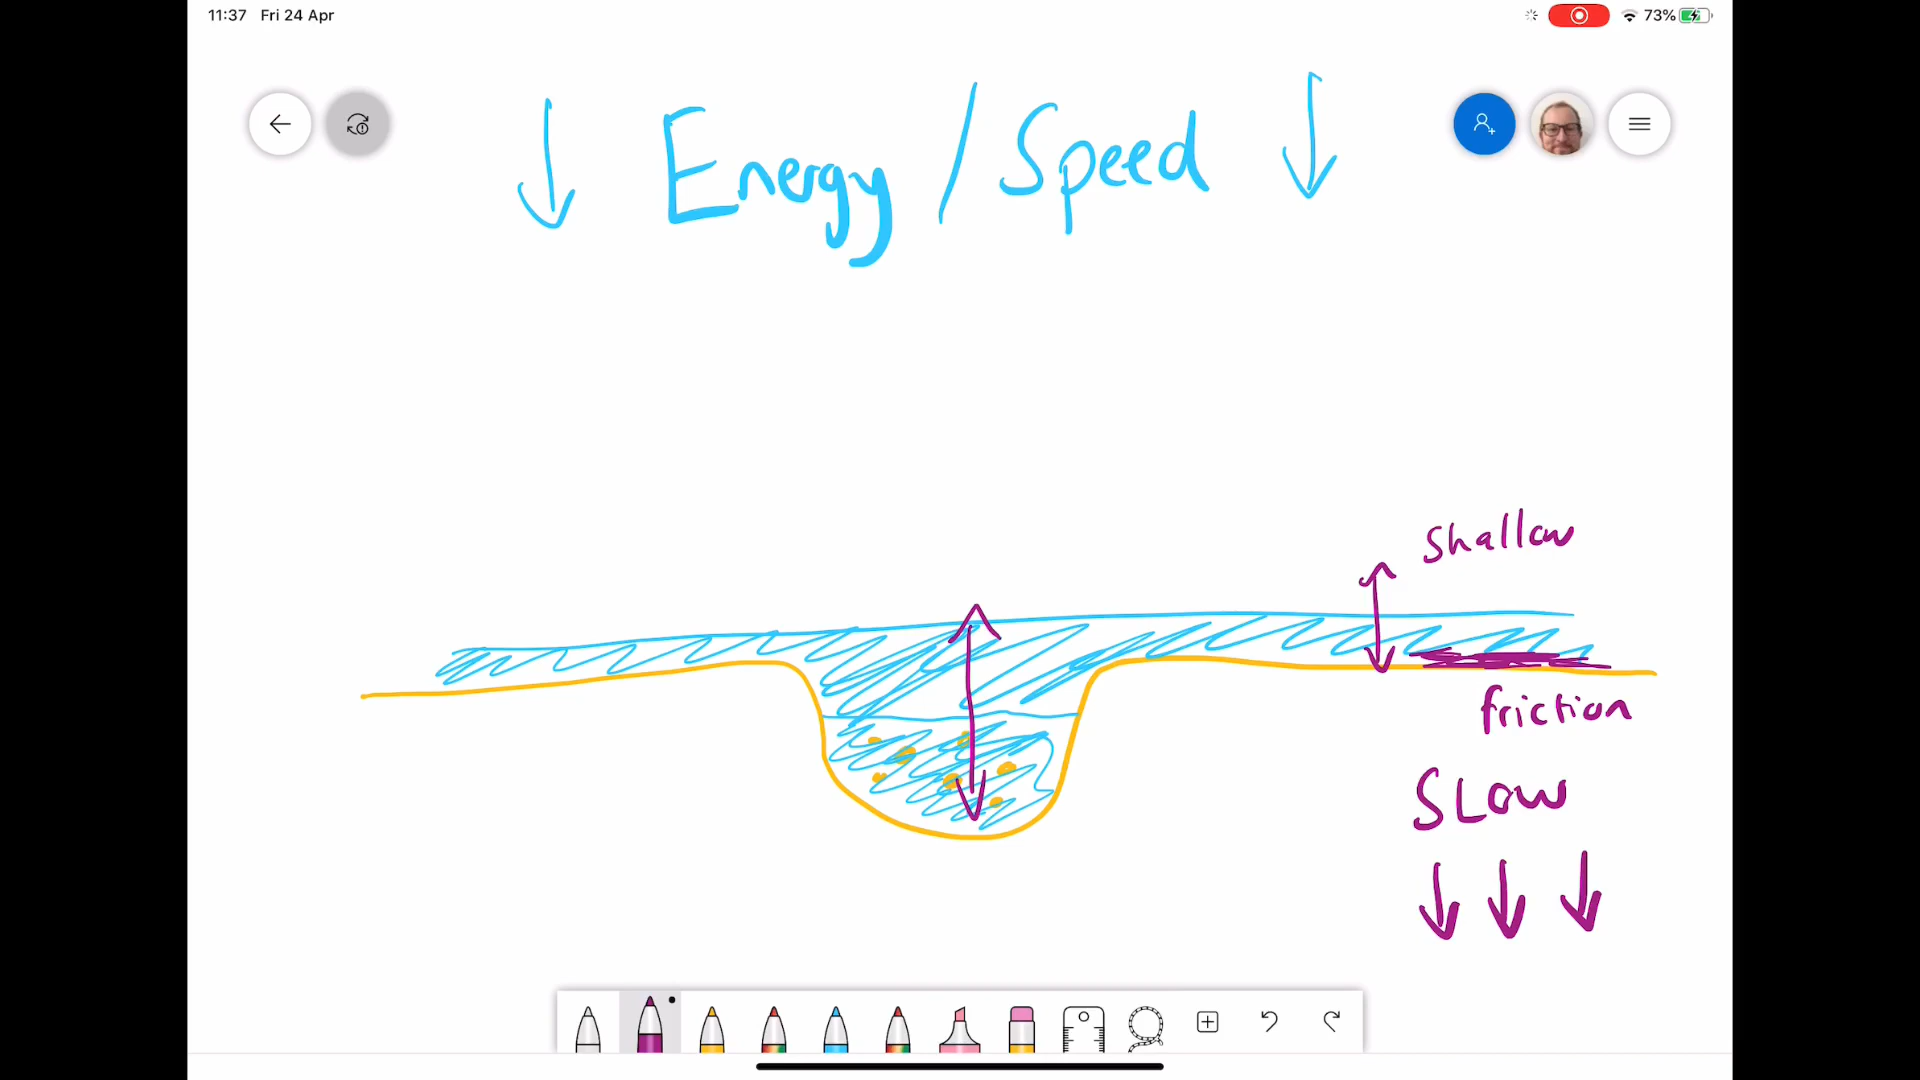 11:37 Fri 24 Apr 73%
Energy / Speed
Shallow
friction
SLOW